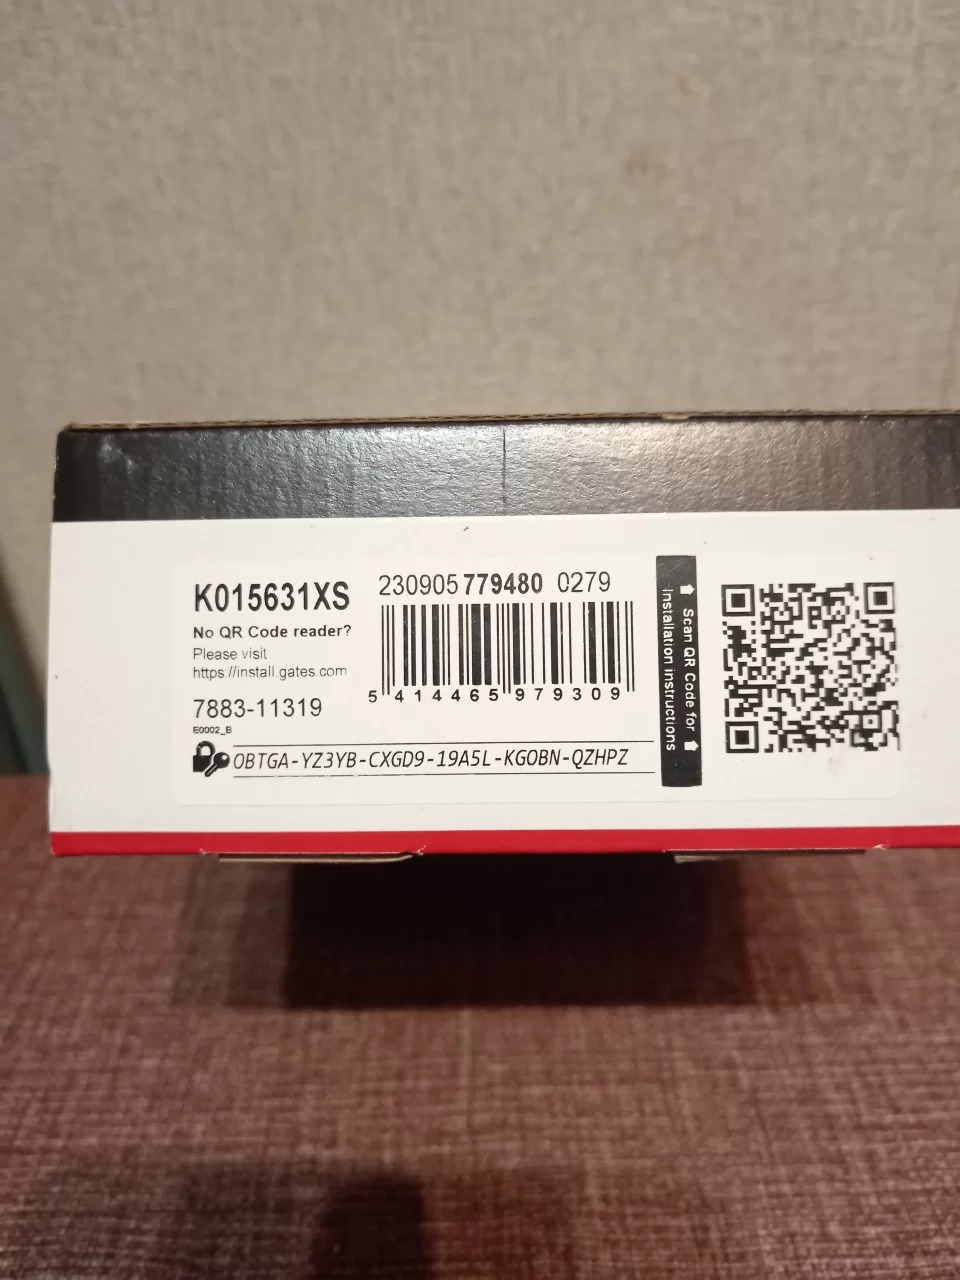 K015631XS
No QR Code reader?
Please visit
https://install.gates.com
7883-11319
E0002_B
230905 779480 0279
5 414465 979309
OBTGA-YZ3YB-CXGD9-19A5L-KGOBN-QZHPZ
Scan QR Code for
Installation instructions